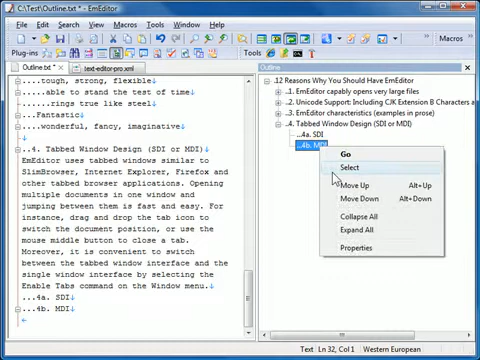 C:\Test\Outline.txt * - EmEditor
File Edit Search View Macros Tools Window Help
Macros
Plug-ins
Tools
Outline.txt *
text-editor-pro.xml
....tough, strong, flexible
.....able to stand the test of time
......rings true like steel
...Fantastic
....wonderful, fancy, imaginative
..4. Tabbed Window Design (SDI or MDI)
EmEditor uses tabbed windows similar to
SlimBrowser, Internet Explorer, Firefox and
other tabbed browser applications. Opening
multiple documents in one window and
jumping between them is fast and easy. For
instance, drag and drop the tab icon to
switch the document position, or use the
mouse middle button to close a tab.
Moreover, it is convenient to switch
between the tabbed window interface and the
single window interface by selecting the
Enable Tabs command on the Window menu.
...4a. SDI
...4b. MDI
Outline
.12 Reasons Why You Should Have EmEditor
..1. EmEditor capably opens very large files
..2. Unicode Support: Including CJK Extension B Characters a
..3. EmEditor characteristics (examples in prose)
..4. Tabbed Window Design (SDI or MDI)
...4a. SDI
...4b. MDI
Go
Select
Move Up Alt+Up
Move Down Alt+Down
Collapse All
Expand All
Properties
Text Ln 32, Col 1 Western European